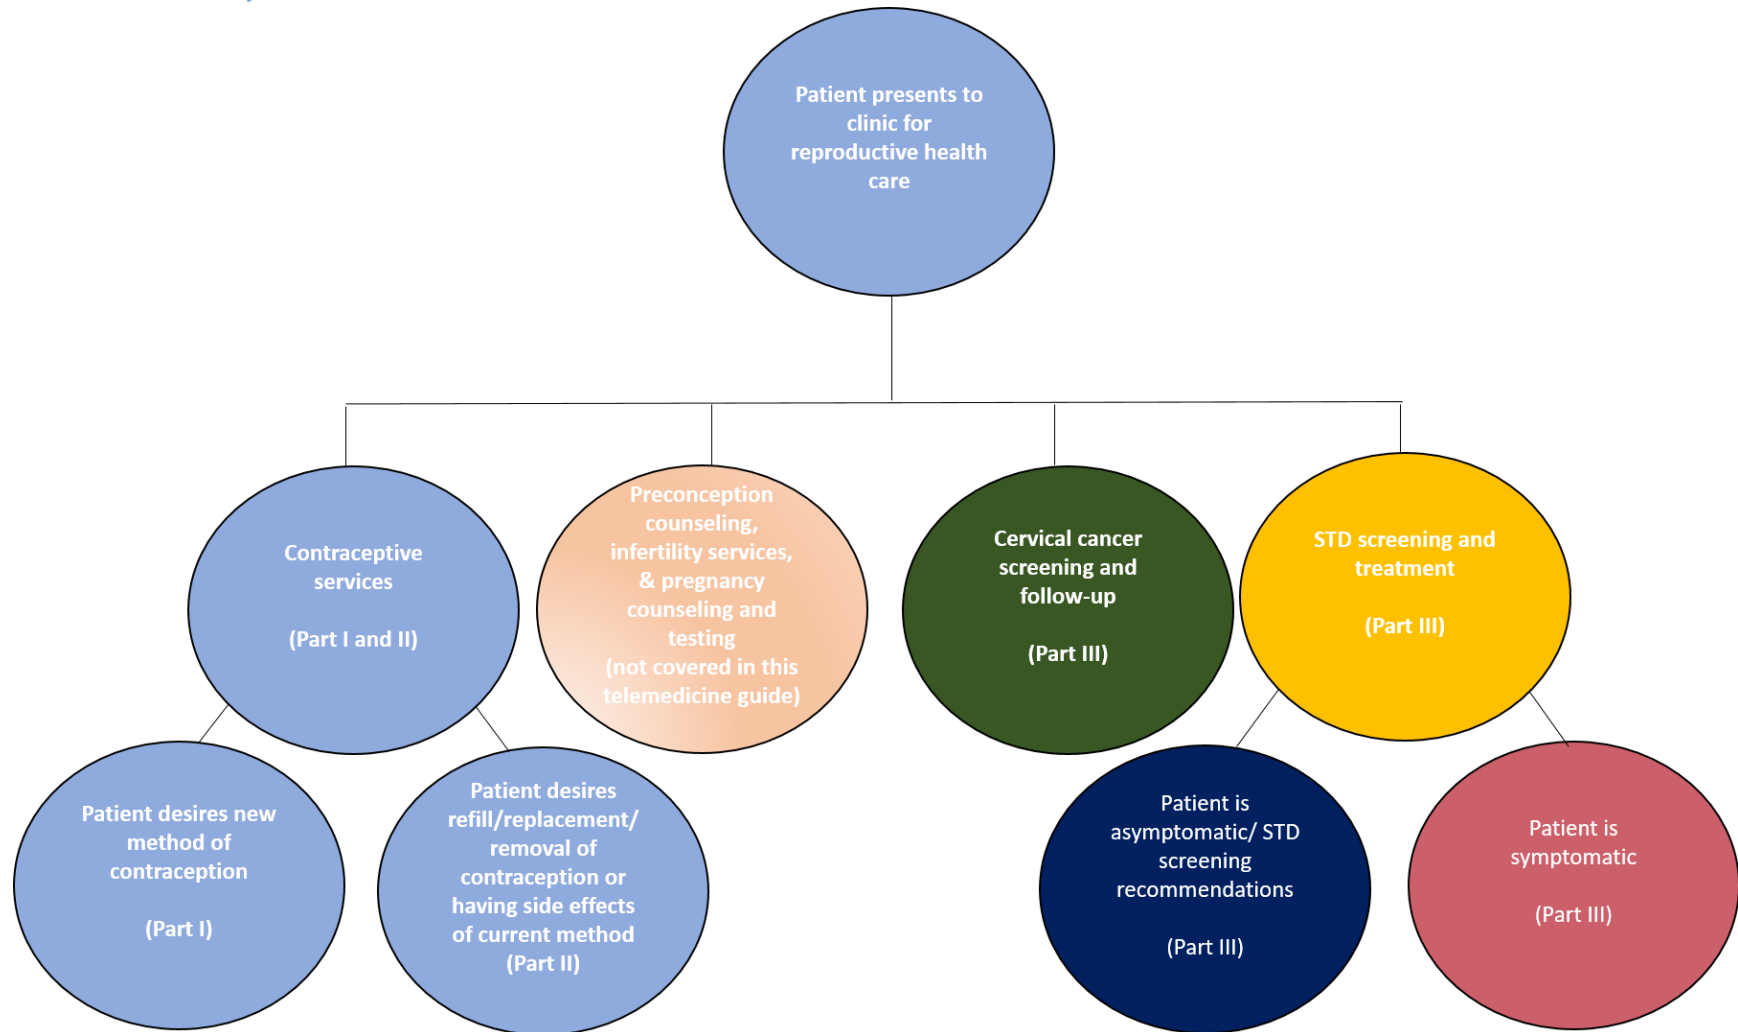 Patient presents to
clinic for
reproductive health
care
Contraceptive
services
(Part I and II)
Preconception
counseling,
infertility services,
& pregnancy
counseling and
testing
(not covered in this
telemedicine guide)
Cervical cancer
screening and
follow-up
(Part III)
STD screening and
treatment
(Part III)
Patient desires new
method of
contraception
(Part I)
Patient desires
refill/replacement/
removal of
contraception or
having side effects
of current method
(Part II)
Patient is
asymptomatic/ STD
screening
recommendations
(Part III)
Patient is
symptomatic
(Part III)